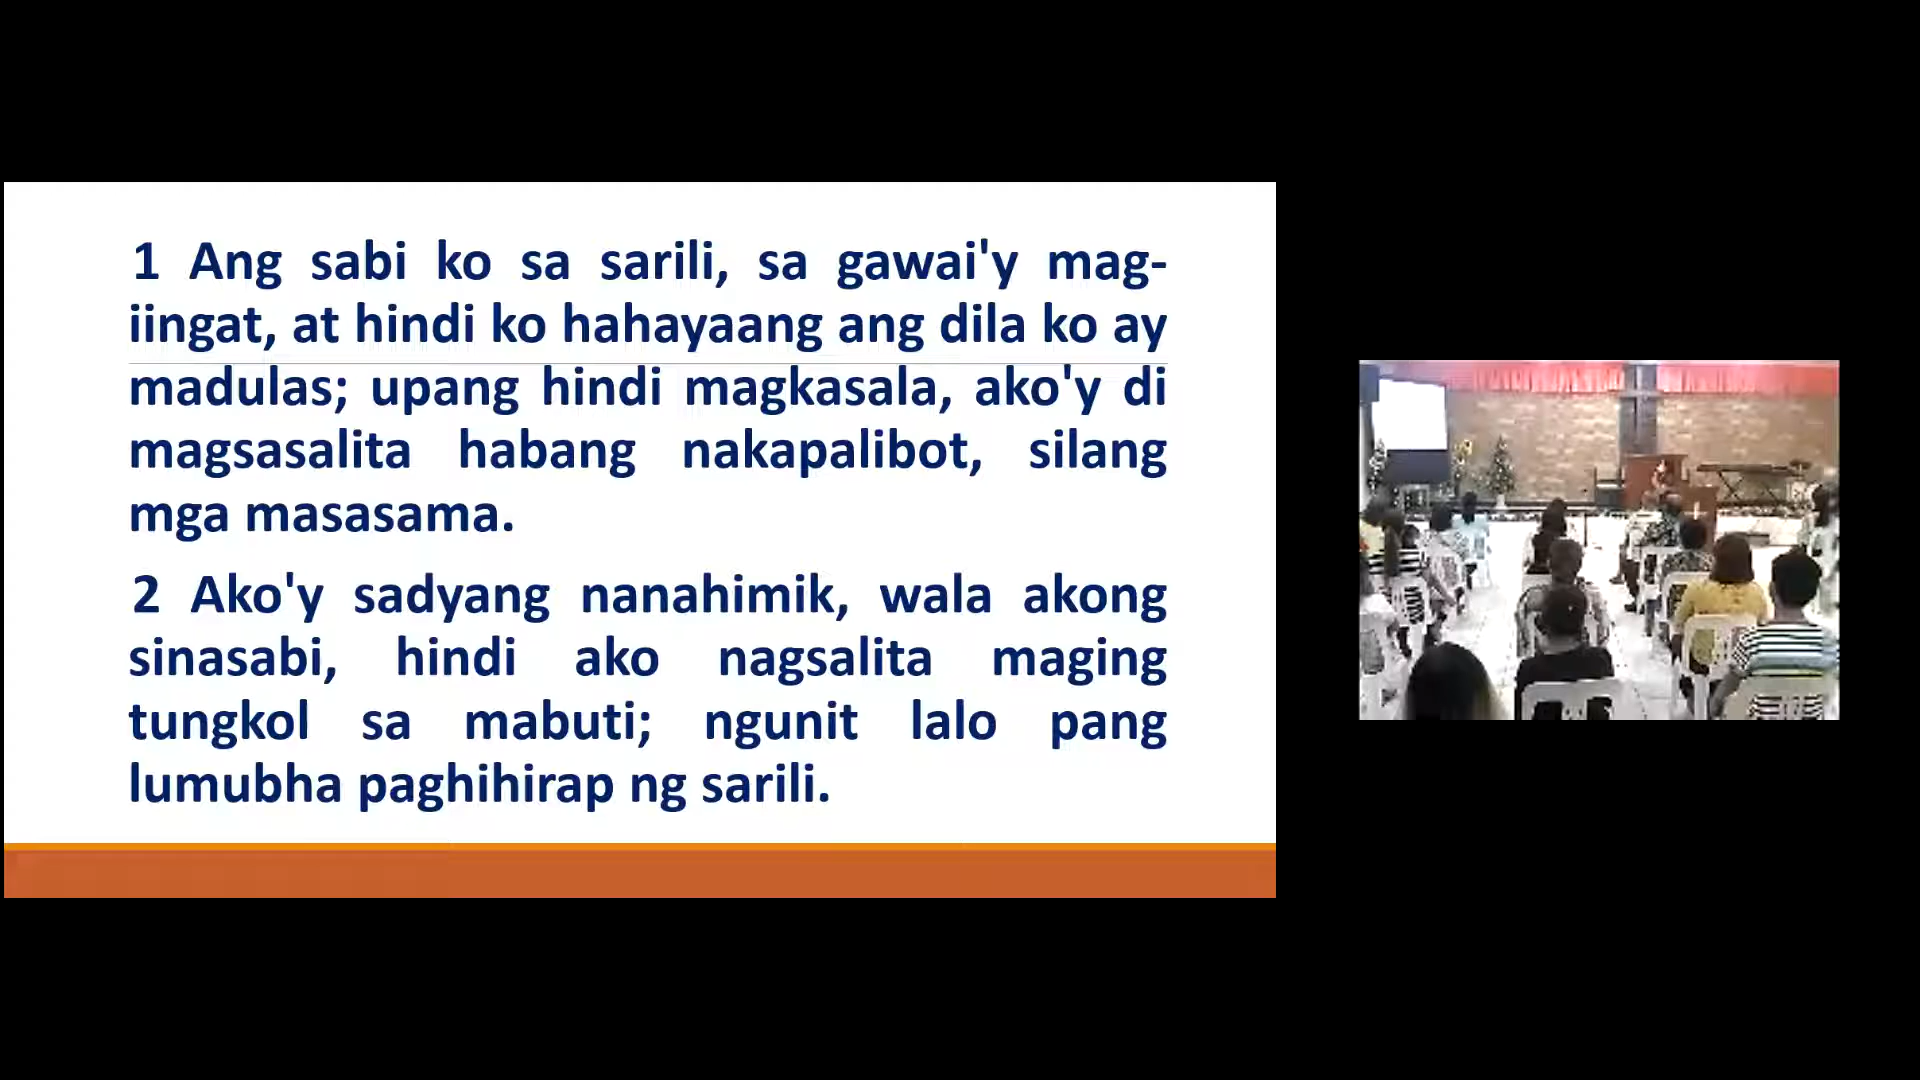 1 Ang sabi ko sa sarili, sa gawai'y mag-
iingat, at hindi ko hahayaang ang dila ko ay
madulas; upang hindi magkasala, ako'y di
magsasalita habang nakapalibot, silang
mga masasama.
2 Ako'y sadyang nanahimik, wala akong
sinasabi, hindi ako nagsalita maging
tungkol sa mabuti; ngunit lalo pang
lumubha paghihirap ng sarili.